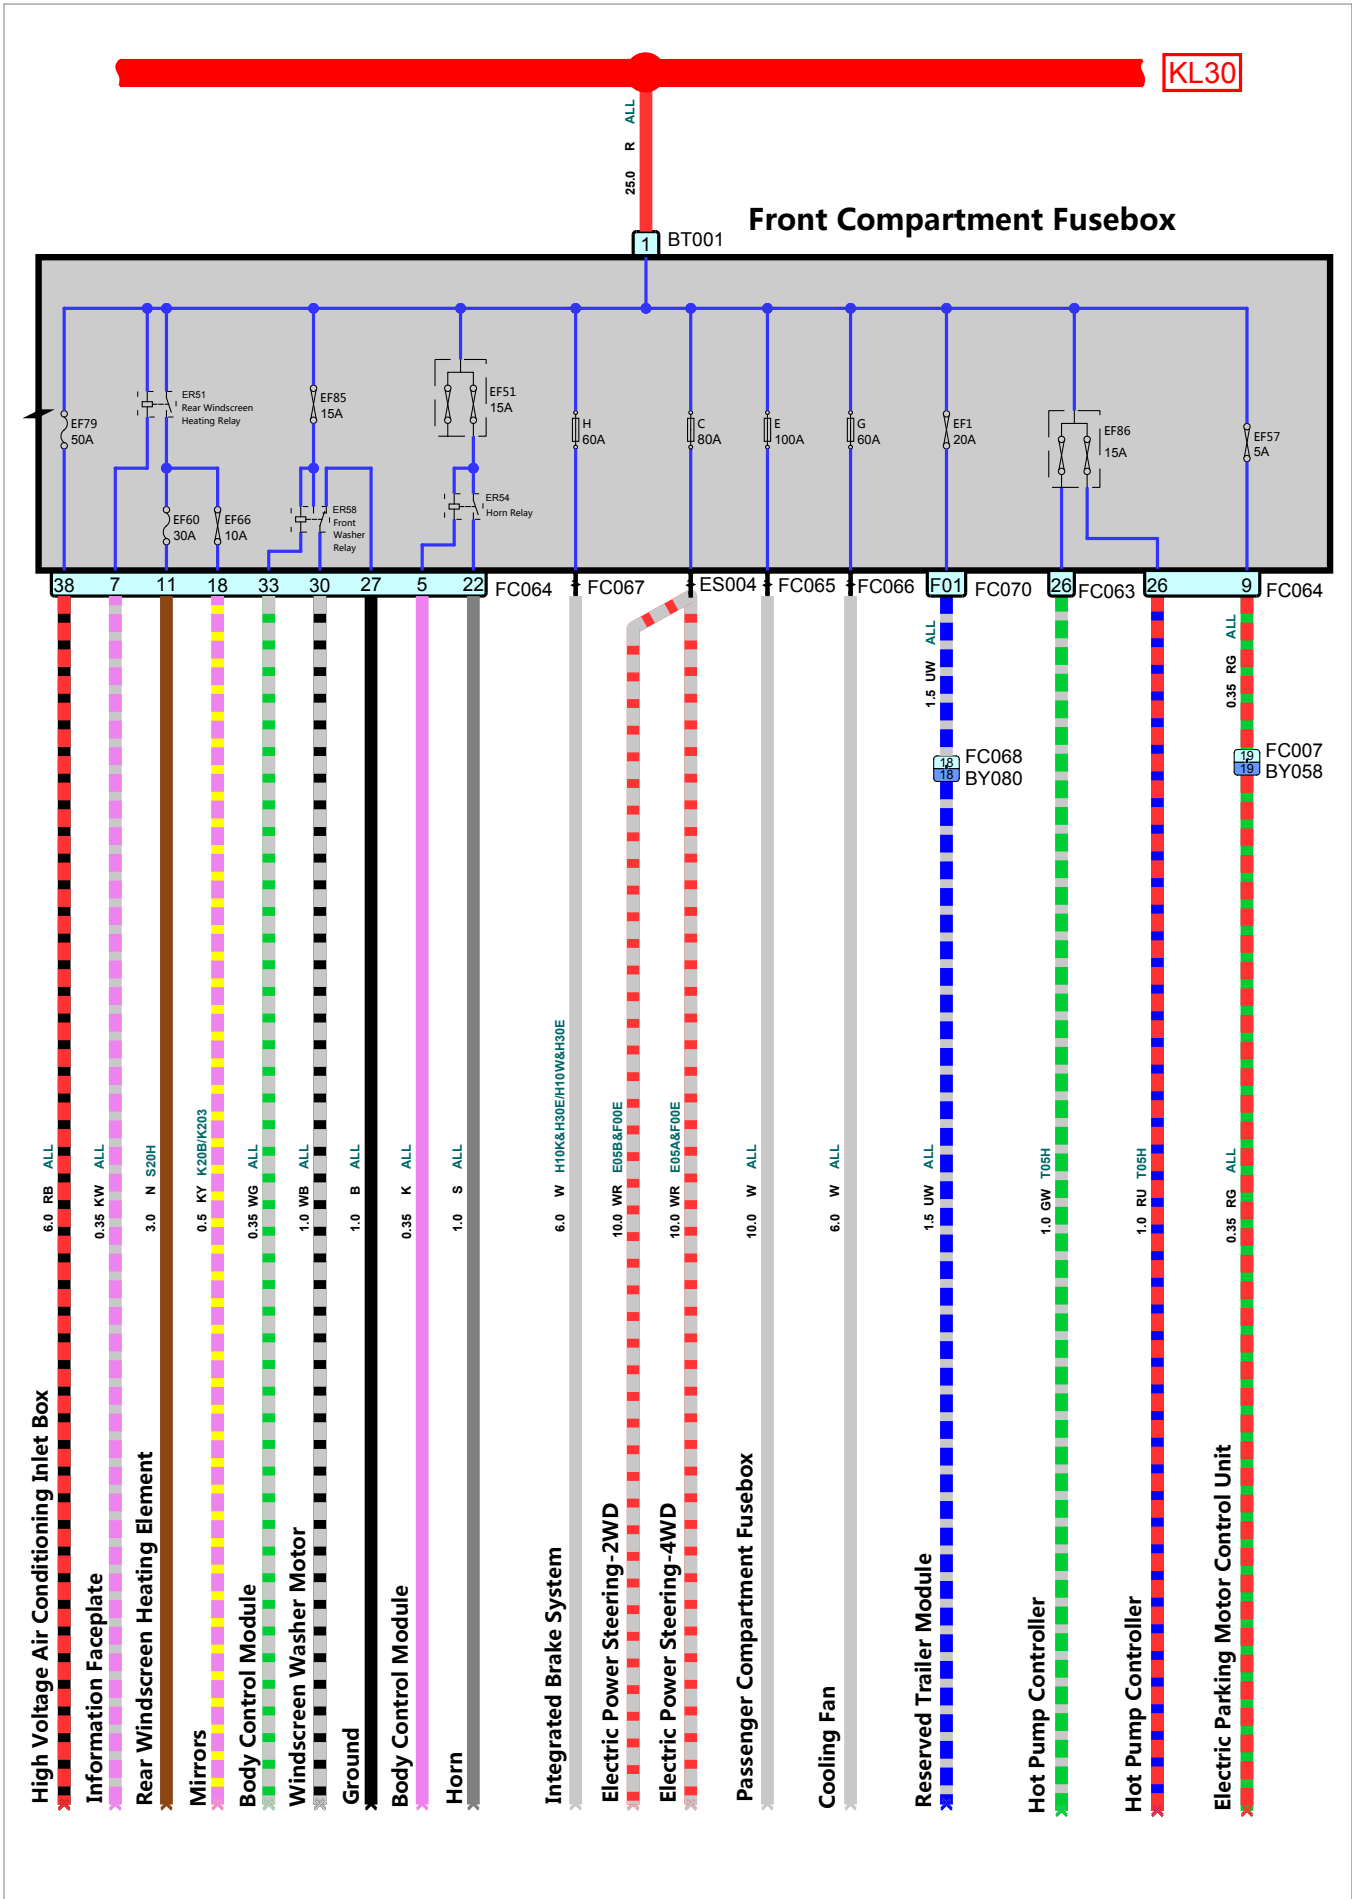 KL30
25.0 R ALL
Front Compartment Fusebox
1 BT001
EF79
50A
ER51
Rear Windscreen
Heating Relay
EF60
30A
EF66
10A
EF85
15A
ER58
Front
Washer
Relay
EF51
15A
ER54
Horn Relay
H
60A
C
80A
E
100A
G
60A
EF1
20A
EF86
15A
EF57
5A
38 7 11 18 33 30 27 5 22 FC064 FC067 ES004 FC065 FC066 F01 FC070 26 FC063 26 9 FC064
1.5 UW ALL
0.35 RG ALL
18 FC068
18 BY080
19 FC007
19 BY058
High Voltage Air Conditioning Inlet Box
6.0 RB ALL
Information Faceplate
0.35 KW ALL
Rear Windscreen Heating Element
3.0 N S20H
Mirrors
0.5 KY K20B/K203
Body Control Module
0.35 WG ALL
Windscreen Washer Motor
1.0 WB ALL
Ground
1.0 B ALL
Body Control Module
0.35 K ALL
Horn
1.0 S ALL
Integrated Brake System
6.0 W H10K&H30E/H10W&H30E
Electric Power Steering-2WD
10.0 WR E05B&F00E
Electric Power Steering-4WD
10.0 WR E05A&F00E
Passenger Compartment Fusebox
10.0 W ALL
Cooling Fan
6.0 W ALL
Reserved Trailer Module
1.5 UW ALL
Hot Pump Controller
1.0 GW T05H
Hot Pump Controller
1.0 RU T05H
Electric Parking Motor Control Unit
0.35 RG ALL